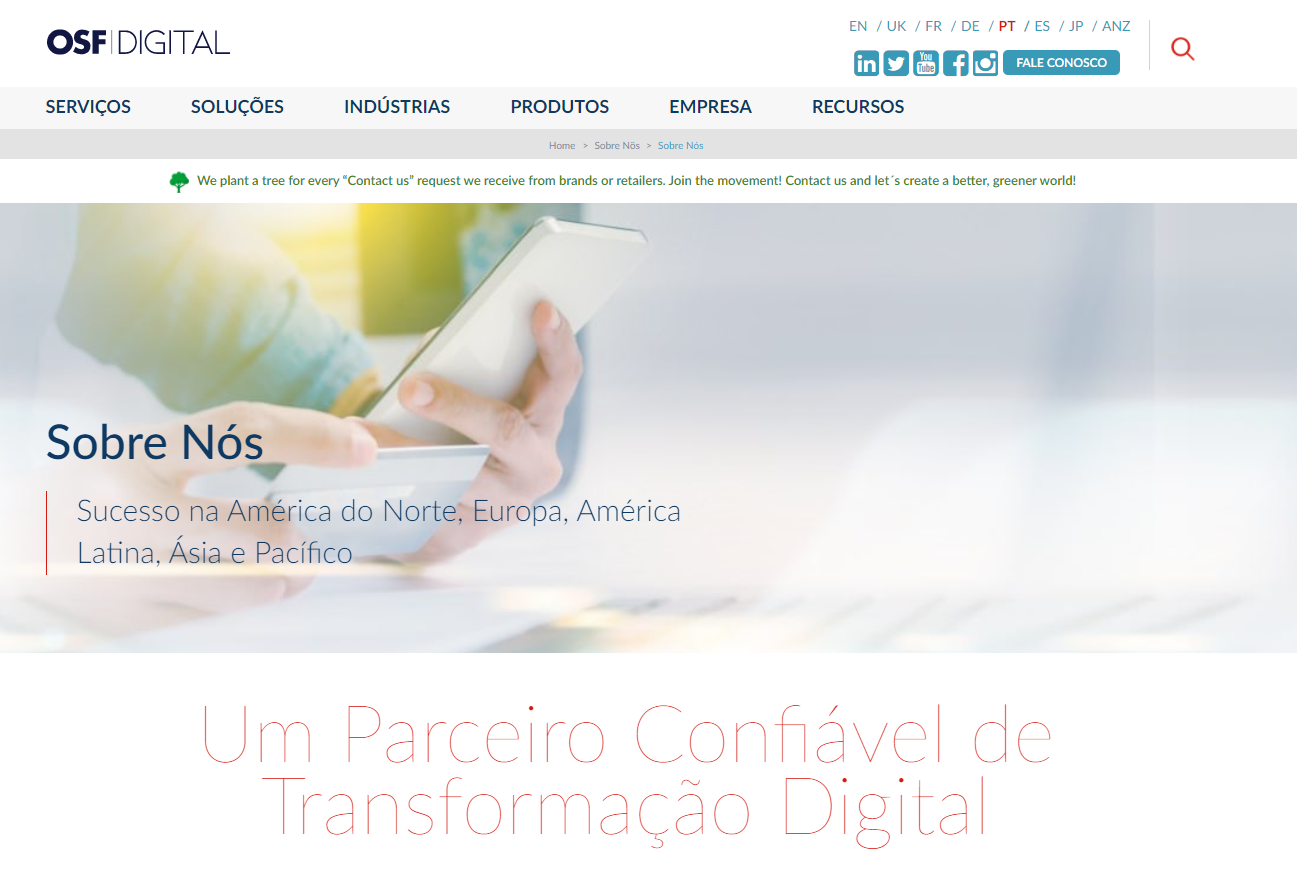 OSF DIGITAL
EN / UK / FR / DE / PT / ES / JP / ANZ
You Tube
FALE CONOSCO
SERVIÇOS SOLUÇÕES INDÚSTRIAS PRODUTOS EMPRESA RECURSOS
Home > Sobre Nós > Sobre Nós
We plant a tree for every “Contact us” request we receive from brands or retailers. Join the movement! Contact us and let´s create a better, greener world!
Sobre Nós
Sucesso na América do Norte, Europa, América
Latina, Ásia e Pacífico
Um Parceiro Confiável de
Transformação Digital